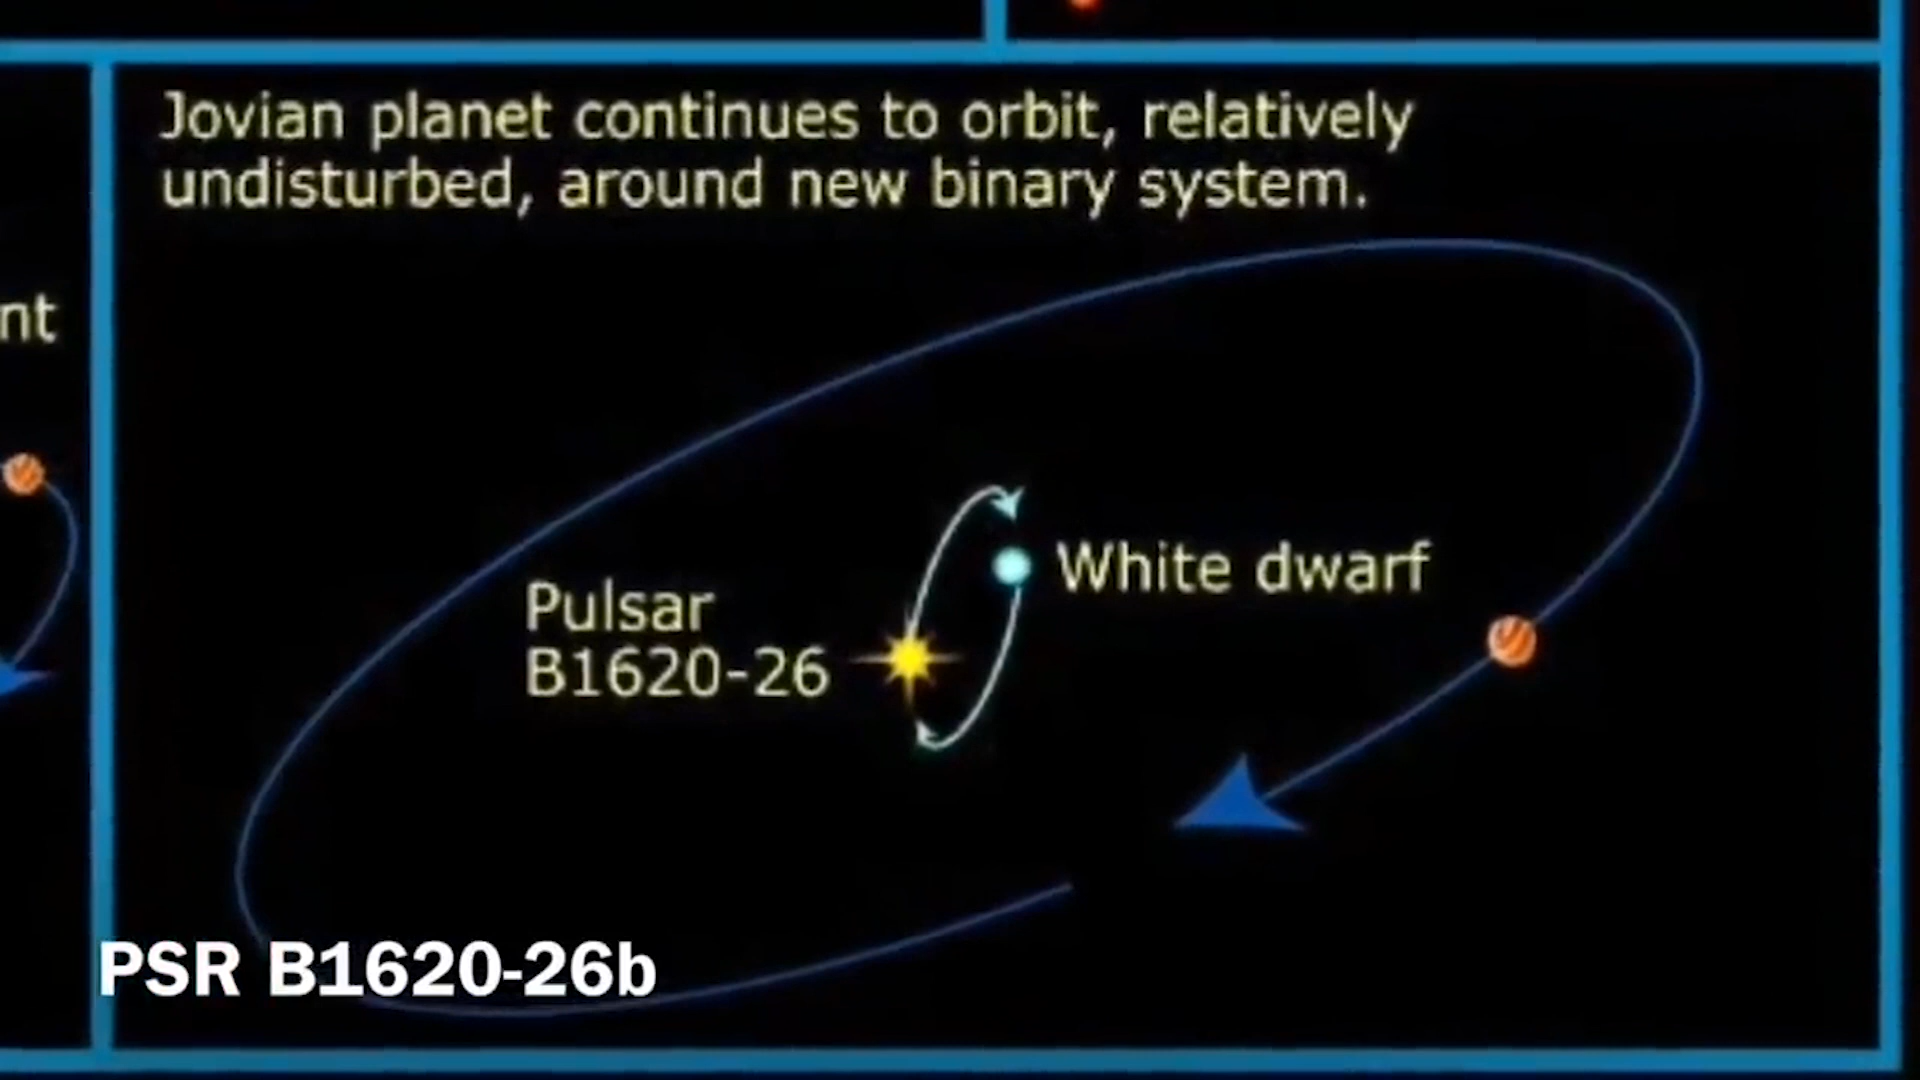 Jovian planet continues to orbit, relatively
undisturbed, around new binary system.
nt
White dwarf
Pulsar
B1620-26
PSR B1620-26b